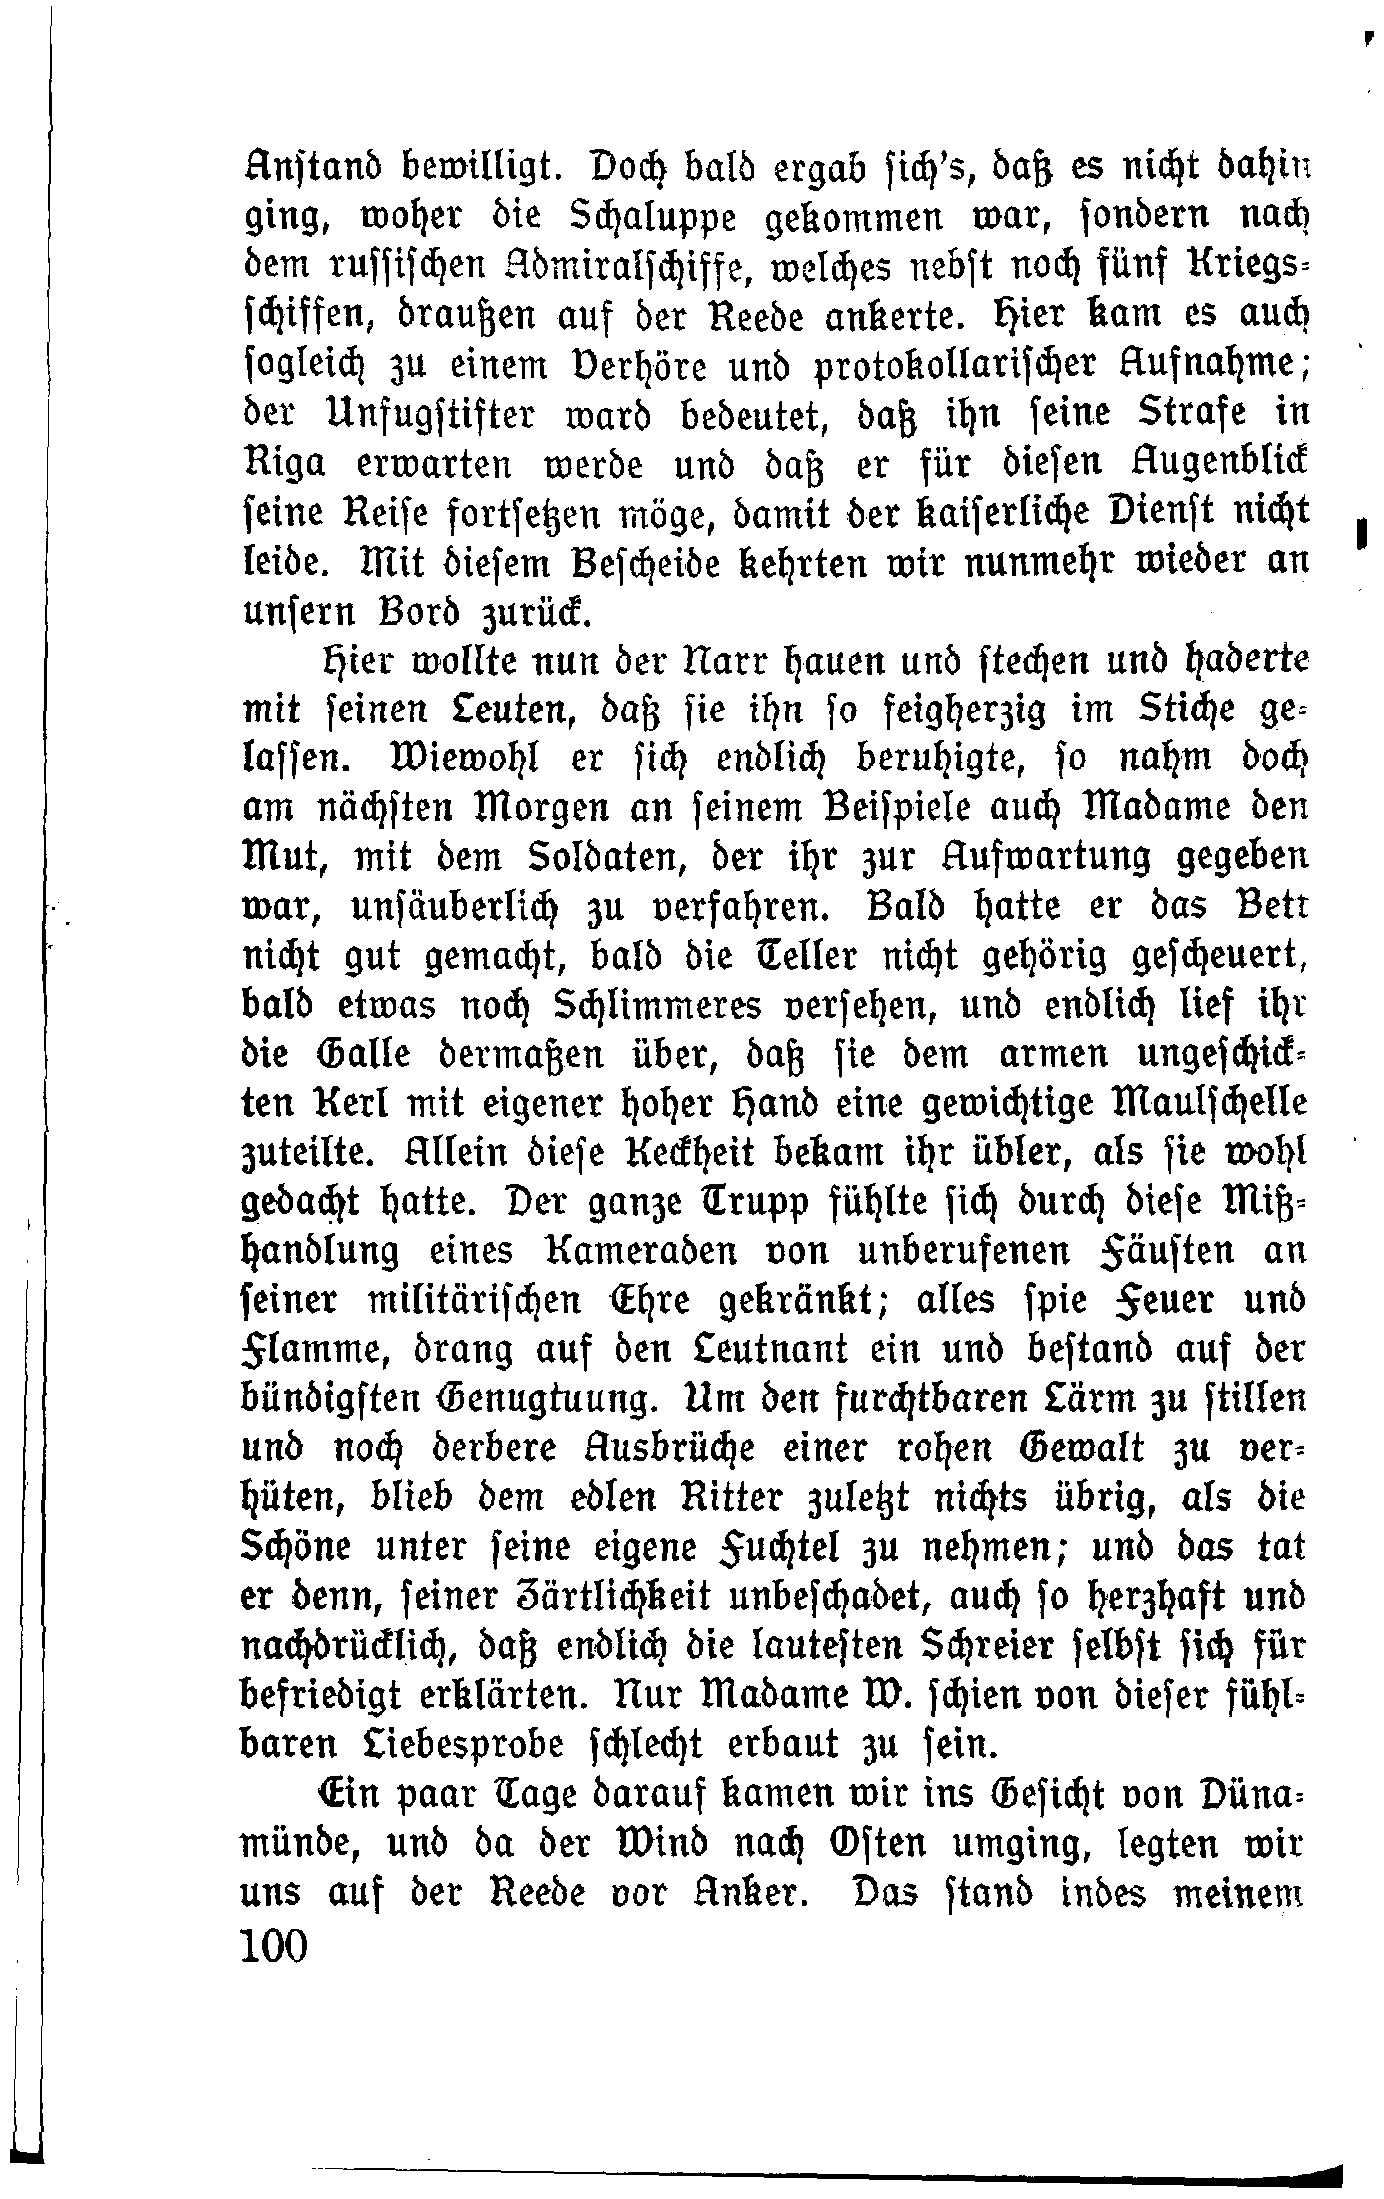 Anstand bewilligt. Doch bald ergab sich's, daß es nicht dahin
ging, woher die Schaluppe gekommen war, sondern nach
dem russischen Admiralschiffe, welches nebst noch fünf Kriegs-
schiffen, draußen auf der Reede ankerte. Hier kam es auch
sogleich zu einem Verhöre und protokollarischer Aufnahme;
der Unfugstifter ward bedeutet, daß ihn seine Strafe in
Riga erwarten werde und daß er für diesen Augenblick
seine Reise fortsetzen möge, damit der kaiserliche Dienst nicht
leide. Mit diesem Bescheide kehrten wir nunmehr wieder an
unsern Bord zurück.
Hier wollte nun der Narr hauen und stechen und haderte
mit seinen Leuten, daß sie ihn so feigherzig im Stiche ge-
lassen. Wiewohl er sich endlich beruhigte, so nahm doch
am nächsten Morgen an seinem Beispiele auch Madame den
Mut, mit dem Soldaten, der ihr zur Aufwartung gegeben
war, unsäuberlich zu verfahren. Bald hatte er das Bett
nicht gut gemacht, bald die Teller nicht gehörig gescheuert,
bald etwas noch Schlimmeres versehen, und endlich lief ihr
die Galle dermaßen über, daß sie dem armen ungeschick-
ten Kerl mit eigener hoher Hand eine gewichtige Maulschelle
zuteilte. Allein diese Keckheit bekam ihr übler, als sie wohl
gedacht hatte. Der ganze Trupp fühlte sich durch diese Miß-
handlung eines Kameraden von unberufenen Fäusten an
seiner militärischen Ehre gekränkt; alles spie Feuer und
Flamme, drang auf den Leutnant ein und bestand auf der
bündigsten Genugtuung. Um den furchtbaren Lärm zu stillen
und noch derbere Ausbrüche einer rohen Gewalt zu ver-
hüten, blieb dem edlen Ritter zuletzt nichts übrig, als die
Schöne unter seine eigene Fuchtel zu nehmen; und das tat
er denn, seiner Zärtlichkeit unbeschadet, auch so herzhaft und
nachdrücklich, daß endlich die lautesten Schreier selbst sich für
befriedigt erklärten. Nur Madame W. schien von dieser fühl-
baren Liebesprobe schlecht erbaut zu sein.
Ein paar Tage darauf kamen wir ins Gesicht von Düna-
münde, und da der Wind nach Osten umging, legten wir
uns auf der Reede vor Anker. Das stand indes meinem
100